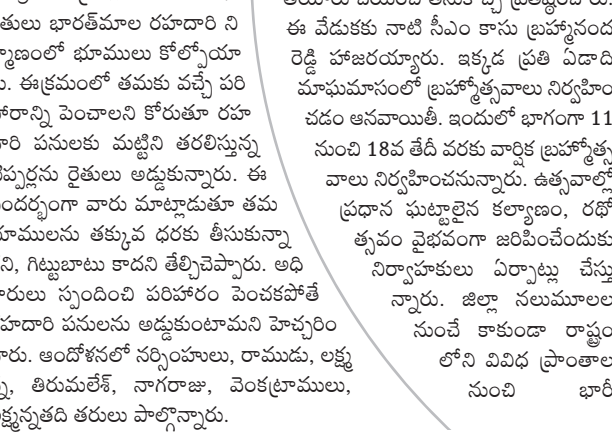 తులు భారత్‌మాల రహదారి ని
ర్మాణంలో భూములు కోల్పోయా
రు. ఈక్రమంలో తమకు వచ్చే పరి
హారాన్ని పెంచాలని కోరుతూ రహ
దారి పనులకు మట్టిని తరలిస్తున్న
టిప్పర్లను రైతులు అడ్డుకున్నారు. ఈ
సందర్భంగా వారు మాట్లాడుతూ తమ
భూములను తక్కువ ధరకు తీసుకున్నా
రని, గిట్టుబాటు కాదని తేల్చిచెప్పారు. అధి
కారులు స్పందించి పరిహారం పెంచకపోతే
రహదారి పనులను అడ్డుకుంటామని హెచ్చరిం
చారు. ఆందోళనలో నర్సింహులు, రాముడు, లక్ష్మ
న్న, తిరుమలేశ్, నాగరాజు, వెంకట్రాములు,
లక్ష్మన్నతది తరులు పాల్గొన్నారు.
ఈ వేడుకకు నాటి సీఎం కాసు బ్రహ్మానంద
రెడ్డి హాజరయ్యారు. ఇక్కడ ప్రతి ఏడాది
మాఘమాసంలో బ్రహ్మోత్సవాలు నిర్వహిం
చడం ఆనవాయితీ. ఇందులో భాగంగా 11
నుంచి 18వ తేదీ వరకు వార్షిక బ్రహ్మోత్స
వాలు నిర్వహించనున్నారు. ఉత్సవాల్లో
ప్రధాన ఘట్టాలైన కల్యాణం, రథో
త్సవం వైభవంగా జరిపించేందుకు
నిర్వాహకులు ఏర్పాట్లు చేస్తు
న్నారు. జిల్లా నలుమూలల
నుంచే కాకుండా రాష్ట్రం
లోని వివిధ ప్రాంతాల
నుంచి భారీ